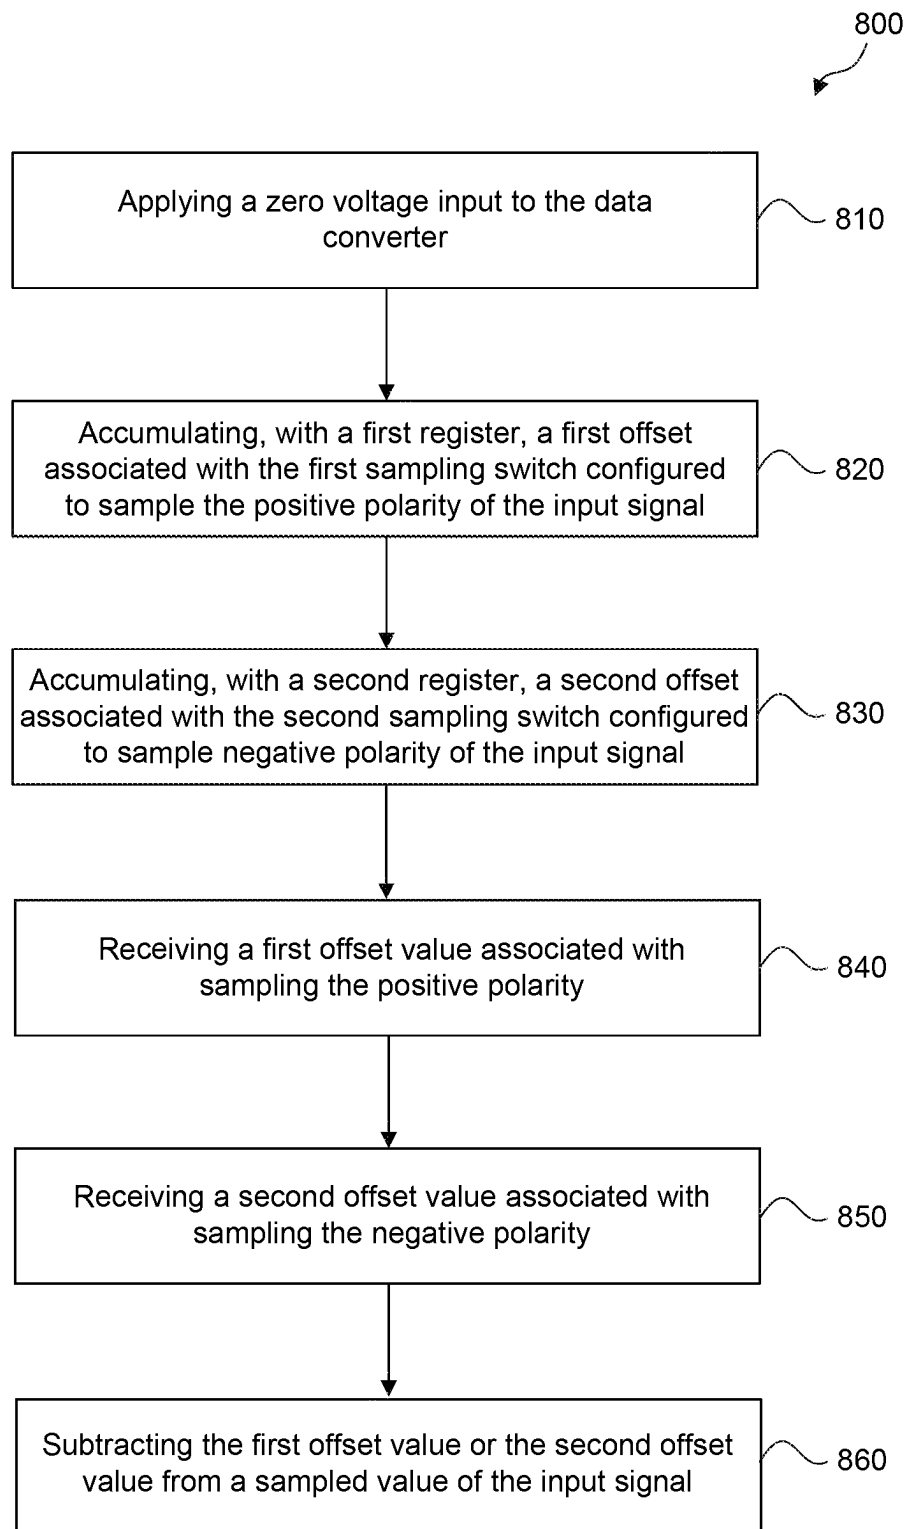 800
Applying a zero voltage input to the data
converter
810
Accumulating, with a first register, a first offset
associated with the first sampling switch configured
to sample the positive polarity of the input signal
820
Accumulating, with a second register, a second offset
associated with the second sampling switch configured
to sample negative polarity of the input signal
830
Receiving a first offset value associated with
sampling the positive polarity
840
Receiving a second offset value associated with
sampling the negative polarity
850
Subtracting the first offset value or the second offset
value from a sampled value of the input signal
860